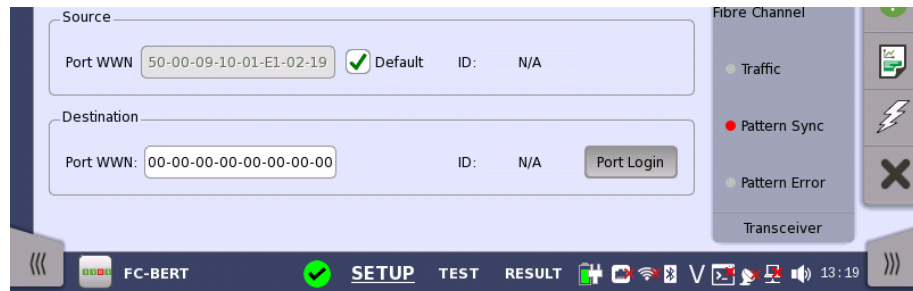 Source
Port WWN 50-00-09-10-01-E1-02-19 Default ID: N/A
Destination
Port WWN: 00-00-00-00-00-00-00-00 ID: N/A Port Login
Fibre Channel
Traffic
Pattern Sync
Pattern Error
Transceiver
FC-BERT SETUP TEST RESULT 13:19